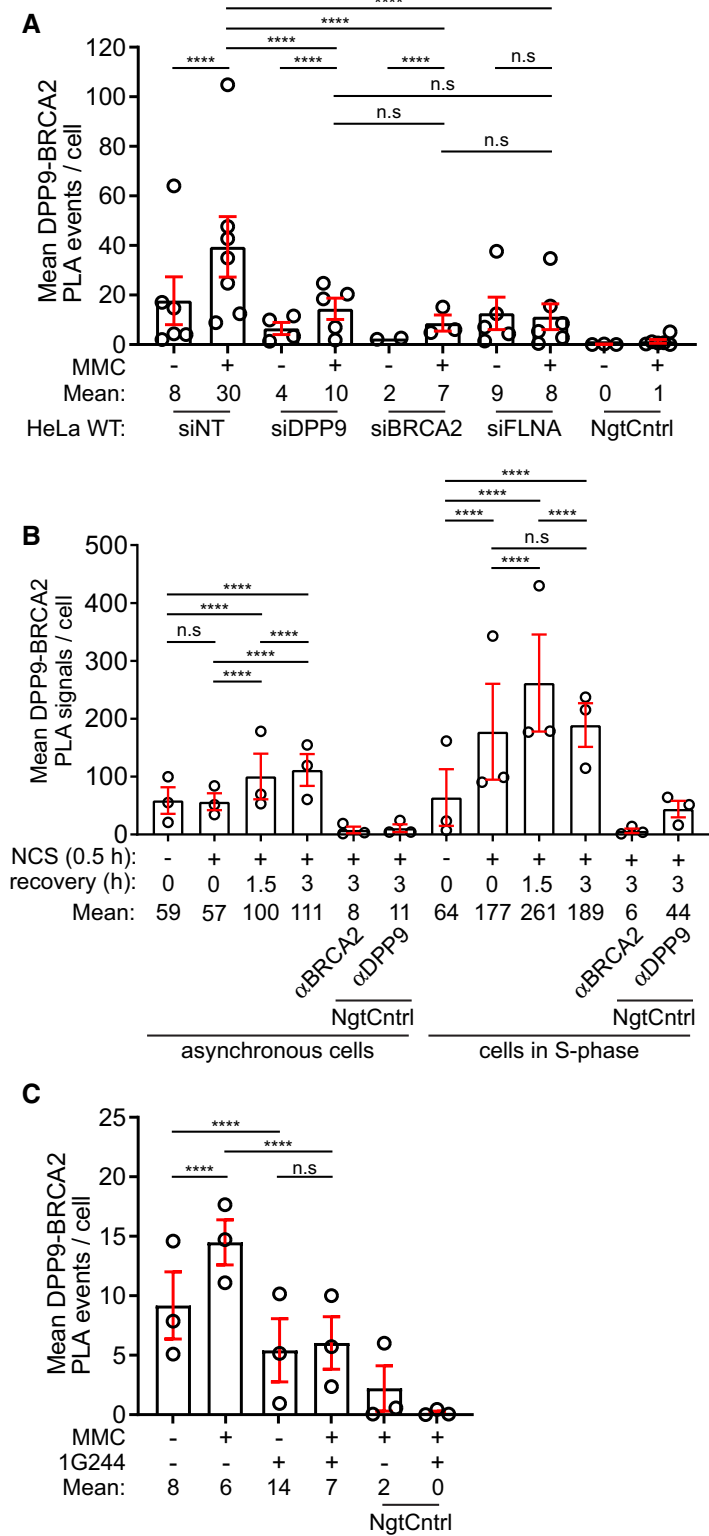 A
****
****
****
****
****
****
n.s
n.s
n.s
n.s
Mean DPP9-BRCA2
PLA events / cell
120
100
80
60
40
20
0
MMC - + - + - + - + - +
Mean: 8 30 4 10 2 7 9 8 0 1
HeLa WT: siNT siDPP9 siBRCA2 siFLNA NgtCntrl
B
****
****
n.s
****
****
****
****
****
****
****
n.s
****
Mean DPP9-BRCA2
PLA signals / cell
500
400
300
200
100
0
NCS (0.5 h): - + + + + + - + + + + +
recovery (h) 0 0 1.5 3 3 3 0 0 1.5 3 3 3
Mean: 59 57 100 111 8 11 64 177 261 189 6 44
αBRCA2 αDPP9 αBRCA2 αDPP9
NgtCntrl NgtCntrl
asynchronous cells cells in S-phase
C
****
****
****
n.s
Mean DPP9-BRCA2
PLA events / cell
25
20
15
10
5
0
MMC - + - + + +
1G244 - - + + - +
Mean: 8 6 14 7 2 0
NgtCntrl